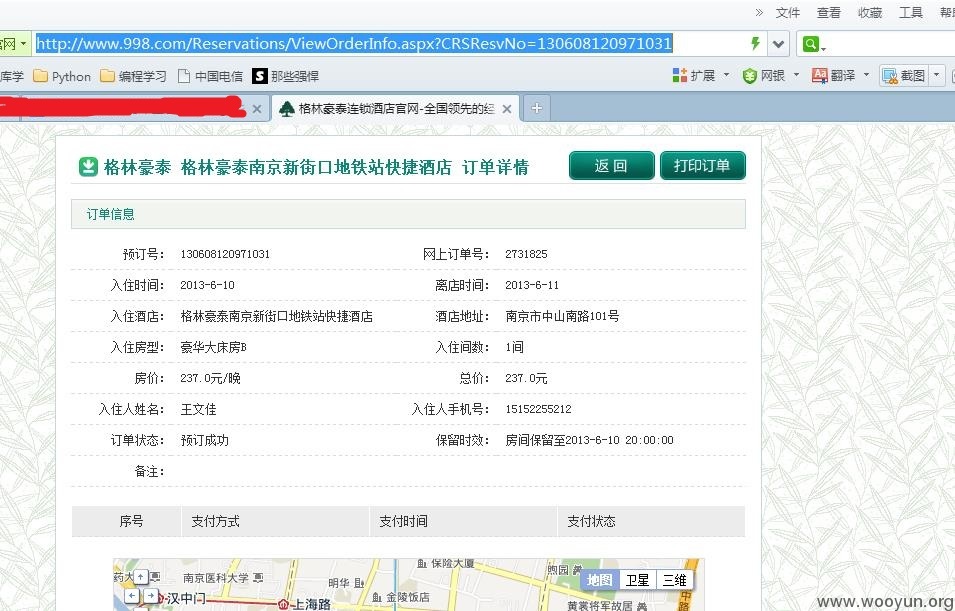 » 文件 查看 收藏 工具 帮
官网 http://www.998.com/Reservations/ViewOrderInfo.aspx?CRSResvNo=130608120971031
库学 Python 编程学习 中国电信 S 那些强悍 扩展 网银 翻译 截图
格林豪泰连锁酒店官网-全国领先的经
格林豪泰 格林豪泰南京新街口地铁站快捷酒店 订单详情 返回 打印订单
订单信息
预订号: 130608120971031 网上订单号: 2731825
入住时间: 2013-6-10 离店时间: 2013-6-11
入住酒店: 格林豪泰南京新街口地铁站快捷酒店 酒店地址: 南京市中山南路101号
入住房型: 豪华大床房B 入住间数: 1间
房价: 237.0元/晚 总价: 237.0元
入住人姓名: 王文佳 入住人手机号: 15152255212
订单状态: 预订成功 保留时效: 房间保留至2013-6-10 20:00:00
备注:
序号 支付方式 支付时间 支付状态
保险大厦
药大 南京医科大学 明华 煦园 地图 卫星 三维
汉中门 上海路 金陵饭店 黄裳将军故居 中路
www.wooyun.org